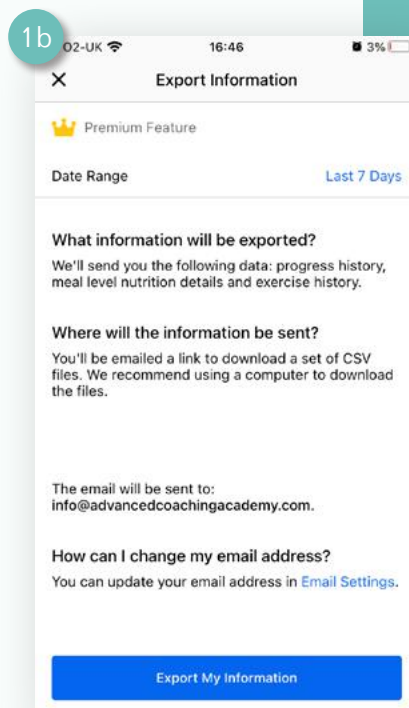 1b
O2-UK 16:46 3%
Export Information
Premium Feature
Date Range Last 7 Days
What information will be exported?
We'll send you the following data: progress history,
meal level nutrition details and exercise history.
Where will the information be sent?
You'll be emailed a link to download a set of CSV
files. We recommend using a computer to download
the files.
The email will be sent to:
info@advancedcoachingacademy.com.
How can I change my email address?
You can update your email address in Email Settings.
Export My Information